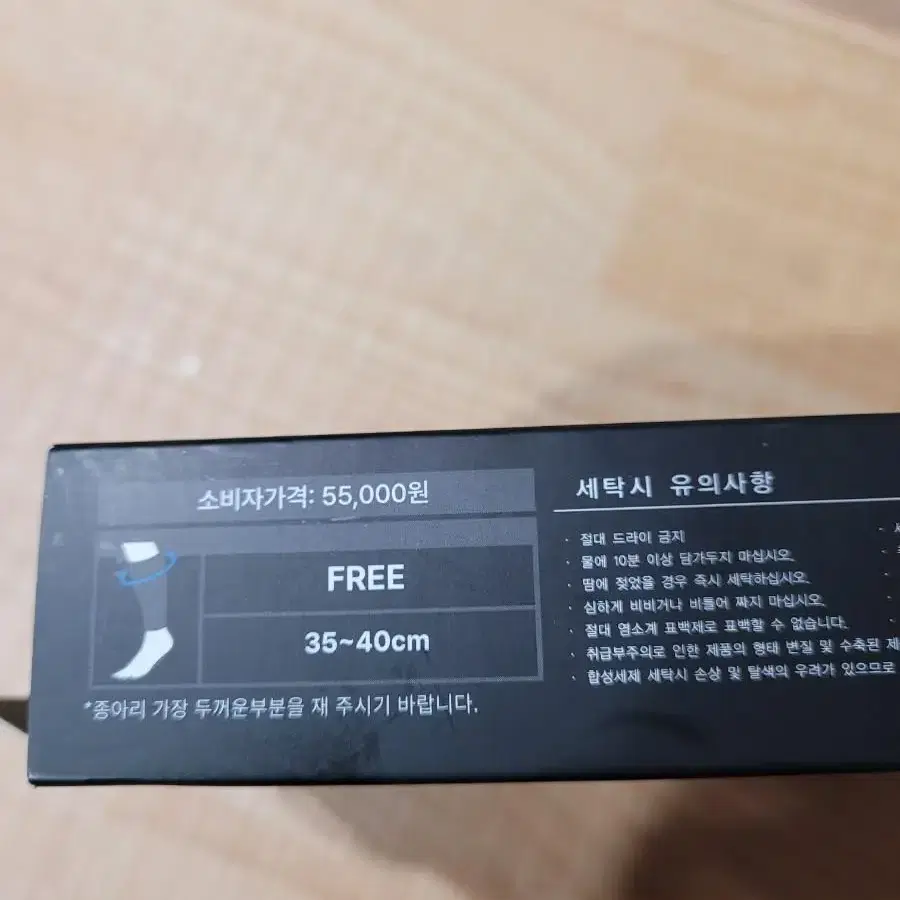 소비자가격: 55,000원
FREE
35~40cm
*종아리 가장 두꺼운부분을 재 주시기 바랍니다.
세탁시 유의사항
· 절대 드라이 금지
· 물에 10분 이상 담가두지 마십시오.
· 땀에 젖었을 경우 즉시 세탁하십시오.
· 심하게 비비거나 비틀어 짜지 마십시오.
· 절대 염소계 표백제로 표백할 수 없습니다.
· 취급부주의로 인한 제품의 형태 변질 및 수축된 제
· 합성세제 세탁시 손상 및 탈색의 우려가 있으므로